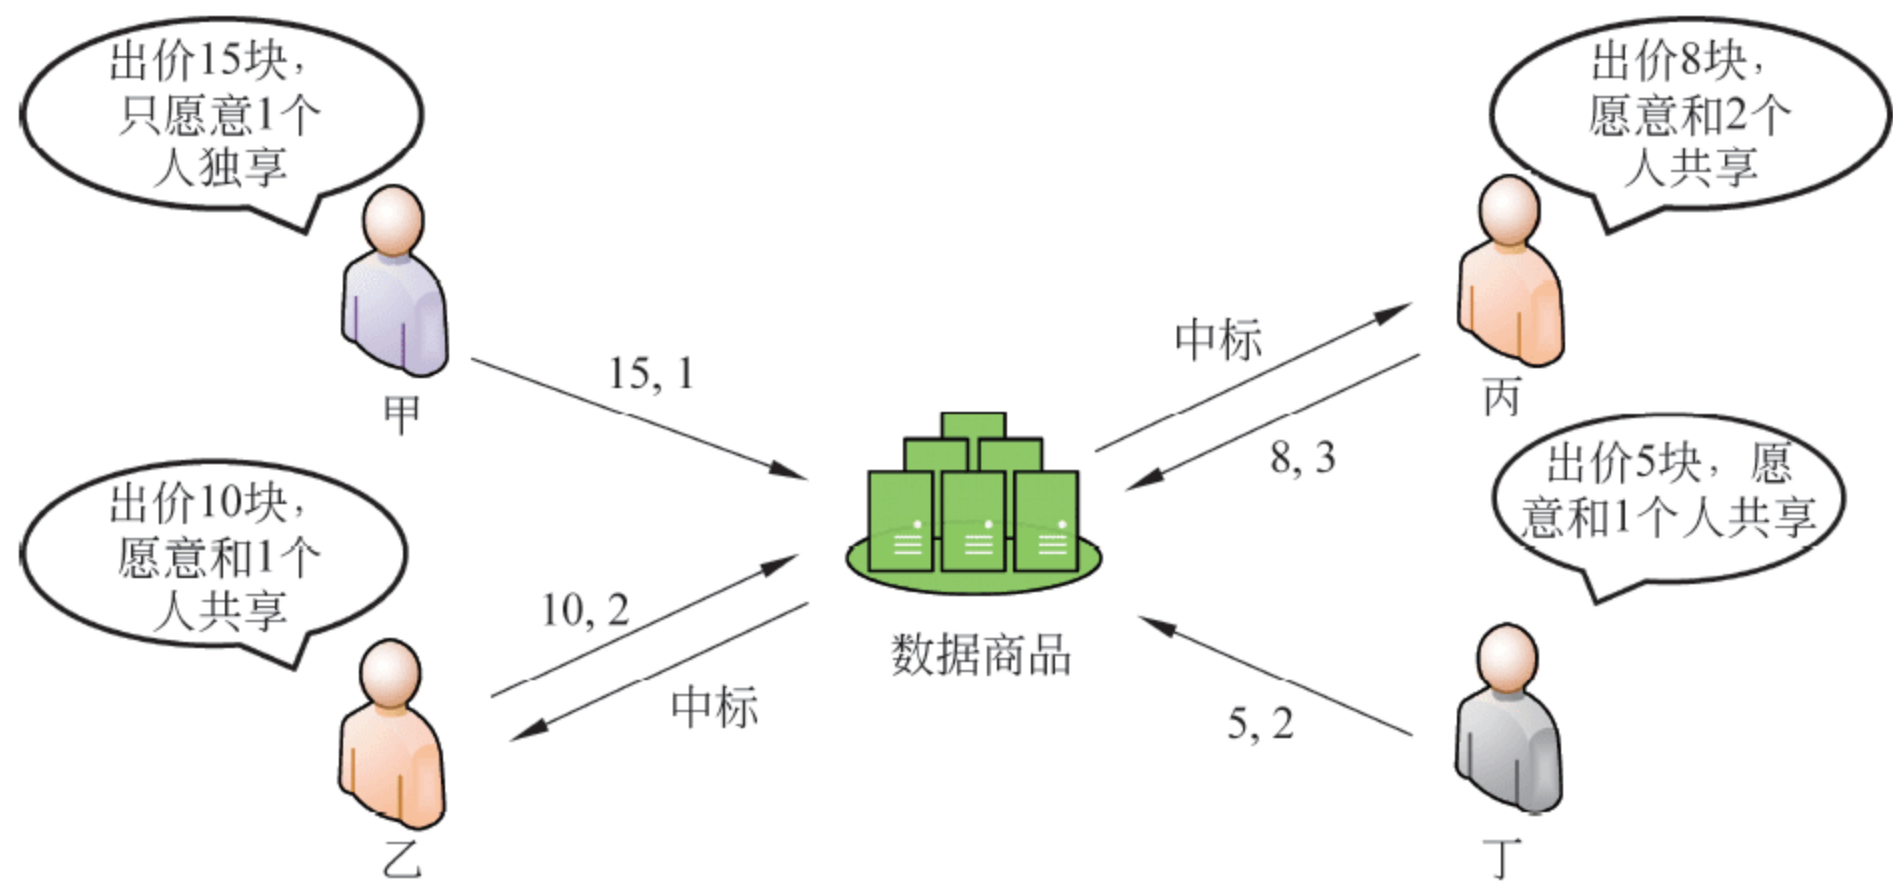 出价15块，
只愿意1个
人独享
出价8块，
愿意和2个
人共享
中标
15, 1
甲
丙
8, 3
出价5块，愿
意和1个人共享
出价10块，
愿意和1个
人共享
10, 2
数据商品
中标
5, 2
乙
丁